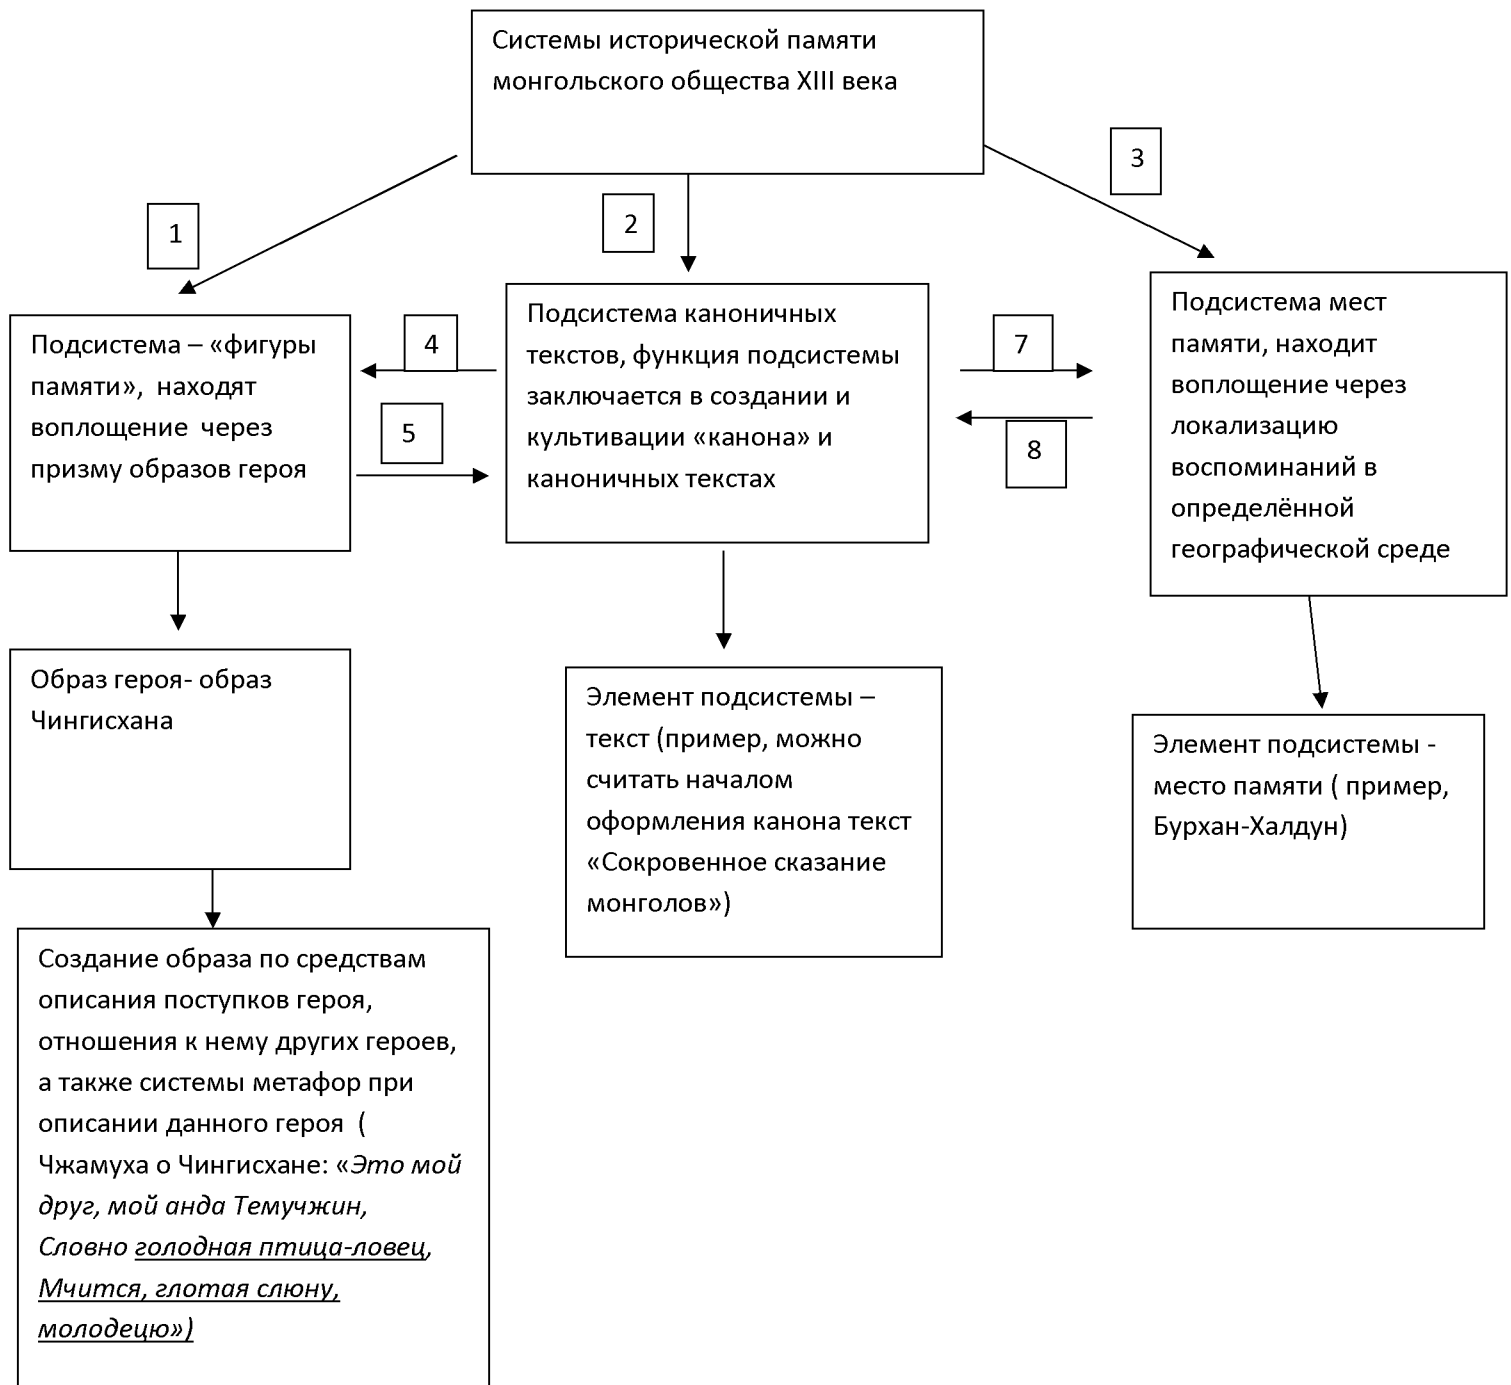 Системы исторической памяти
монгольского общества XIII века
1
2
3
Подсистема – «фигуры
памяти», находят
воплощение через
призму образов героя
4
5
Подсистема каноничных
текстов, функция подсистемы
заключается в создании и
культивации «канона» и
каноничных текстах
7
8
Подсистема мест
памяти, находит
воплощение через
локализацию
воспоминаний в
определённой
географической среде
Образ героя- образ
Чингисхана
Элемент подсистемы –
текст (пример, можно
считать началом
оформления канона текст
«Сокровенное сказание
монголов»)
Элемент подсистемы -
место памяти ( пример,
Бурхан-Халдун)
Создание образа по средствам
описания поступков героя,
отношения к нему других героев,
а также системы метафор при
описании данного героя (
Чжамуха о Чингисхане: «Это мой
друг, мой анда Темучжин,
Словно голодная птица-ловец,
Мчится, глотая слюну,
молодецю»)